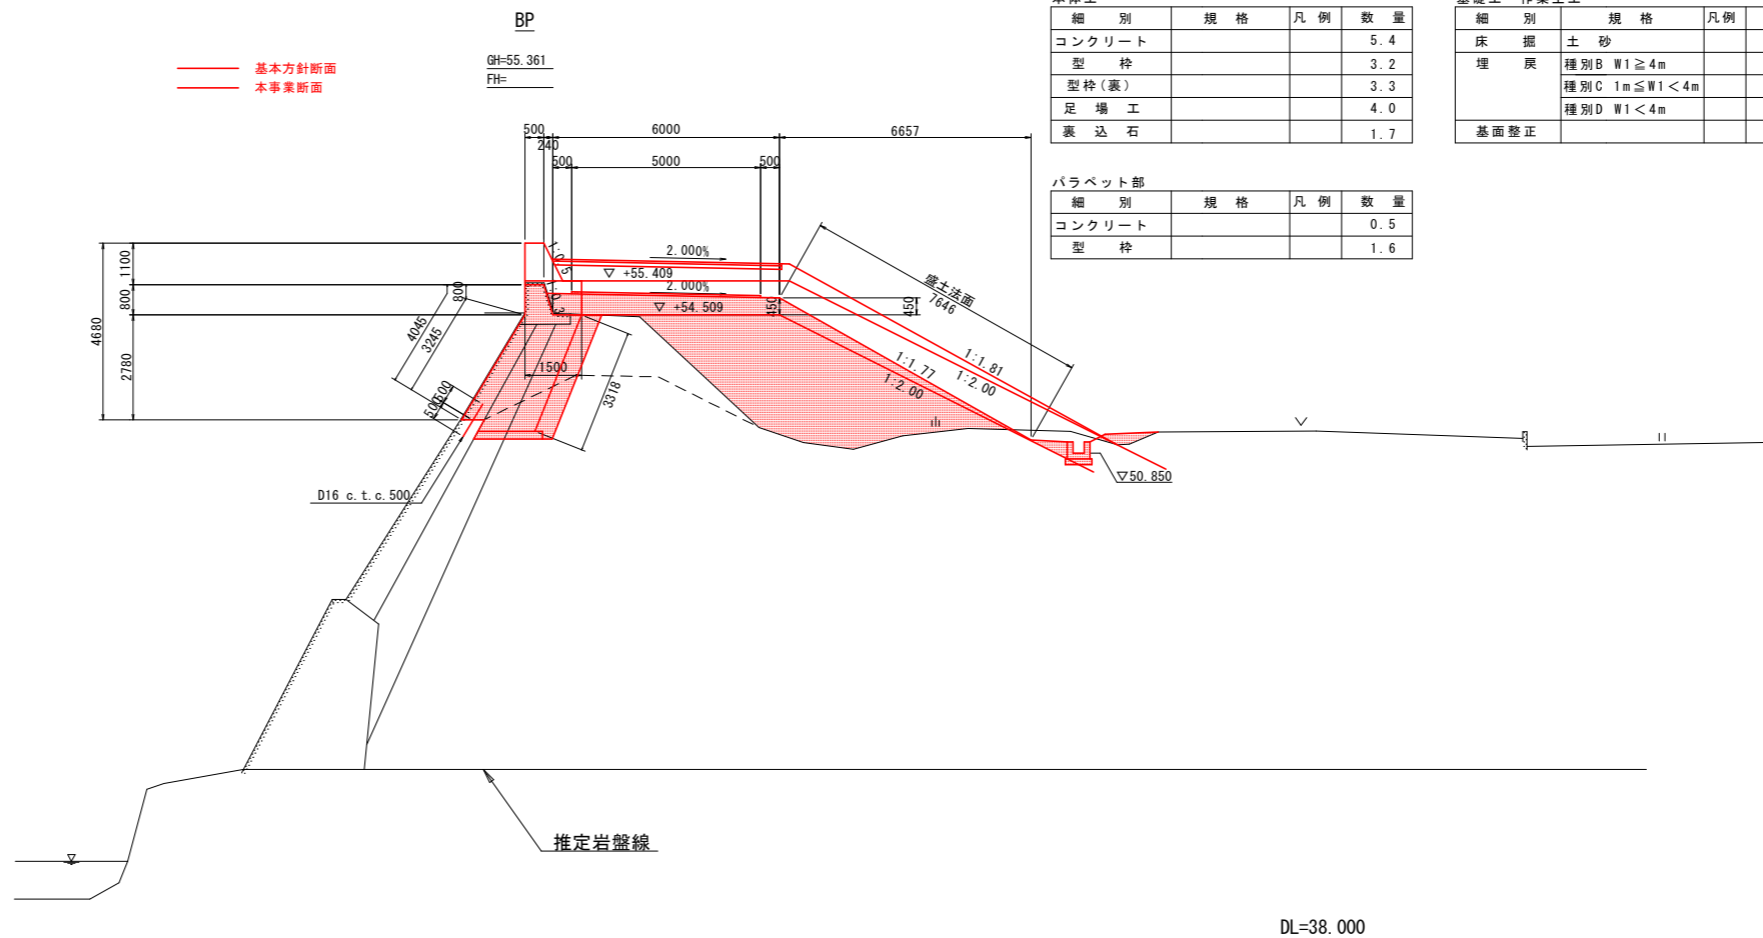 BP
GH=55.361
FH=
基本方針断面
本事業断面
細 別 規 格 凡 例 数 量
コンクリート 5.4
型 枠 3.2
型枠(裏) 3.3
足 場 工 4.0
裏 込 石 1.7
細 別 規 格 凡例
床 掘 土 砂
埋 戻 種別B W1≧4m
種別C 1m≦W1<4m
種別D W1<4m
基面整正
パラペット部
細 別 規 格 凡 例 数 量
コンクリート 0.5
型 枠 1.6
500 6000 6657
240
500 5000 500
1100
800
4680
2780
800
4045
3245
500
500
1:0.5
1:0.3
2.000%
▽ +55.409
2.000%
▽ +54.509
450
450
盛土法面
7646
1:1.81
1:1.77
1:2.00
1:2.00
1500
3318
D16 c.t.c.500
▽50.850
推定岩盤線
DL=38.000